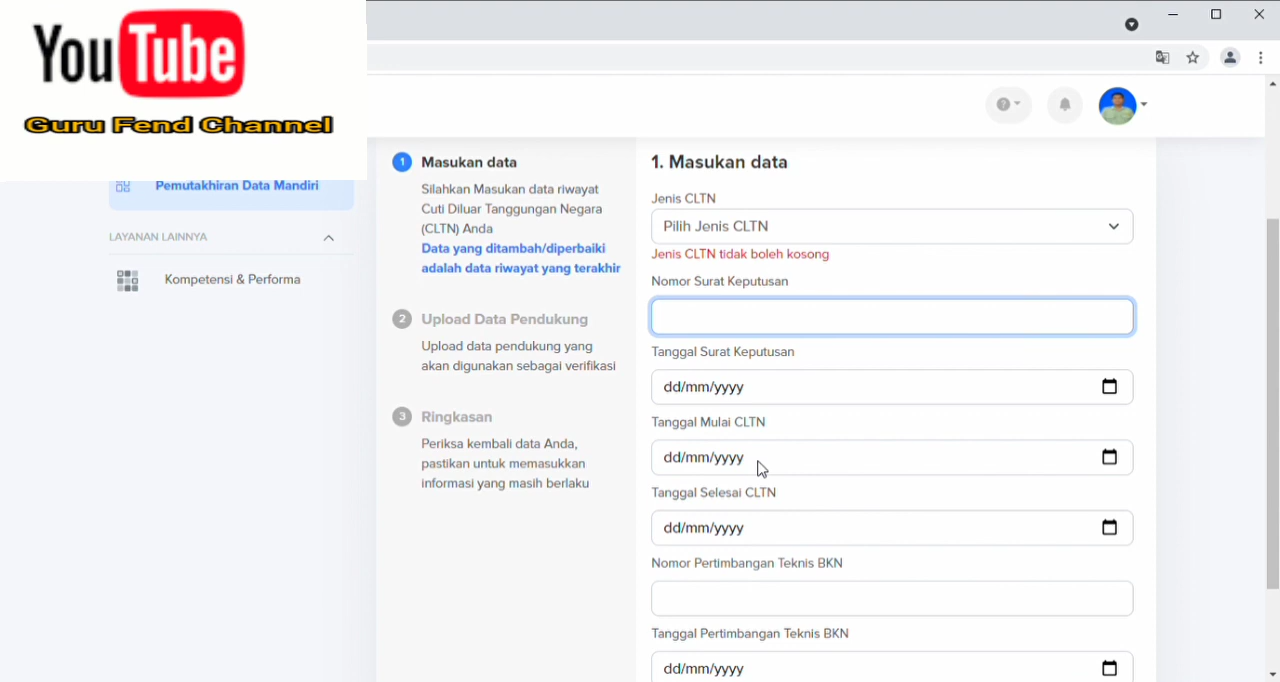 YouTube
Guru Fend Channel
Pemutakhiran Data Mandiri
LAYANAN LAINNYA
Kompetensi & Performa
1 Masukan data
Silahkan Masukan data riwayat
Cuti Diluar Tanggungan Negara
(CLTN) Anda
Data yang ditambah/diperbaiki
adalah data riwayat yang terakhir
2 Upload Data Pendukung
Upload data pendukung yang
akan digunakan sebagai verifikasi
3 Ringkasan
Periksa kembali data Anda,
pastikan untuk memasukkan
informasi yang masih berlaku
1. Masukan data
Jenis CLTN
Pilih Jenis CLTN
Jenis CLTN tidak boleh kosong
Nomor Surat Keputusan
Tanggal Surat Keputusan
dd/mm/yyyy
Tanggal Mulai CLTN
dd/mm/yyyy
Tanggal Selesai CLTN
dd/mm/yyyy
Nomor Pertimbangan Teknis BKN
Tanggal Pertimbangan Teknis BKN
dd/mm/yyyy